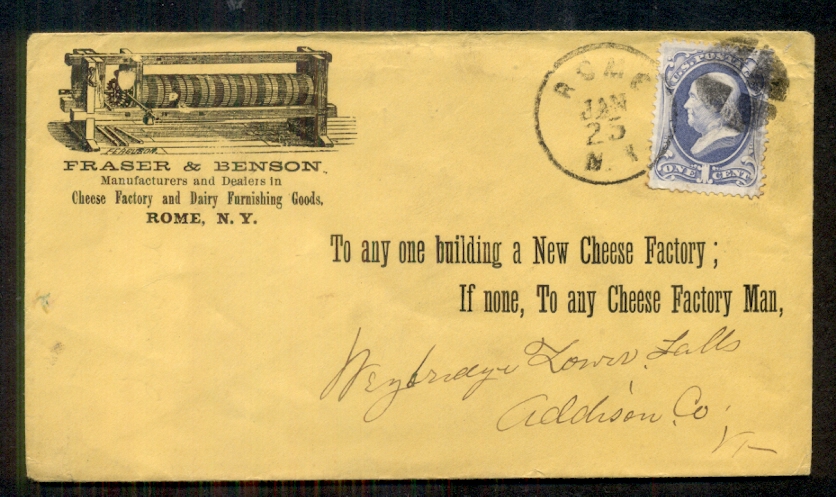 FERGUSON
FRASER & BENSON,
Manufacturers and Dealers in
Cheese Factory and Dairy Furnishing Goods,
ROME, N. Y.
ROME
JAN
25
N. Y.
U.S. POSTAGE
ONE 1 CENT
To any one building a New Cheese Factory ;
If none, To any Cheese Factory Man,
Weybridge Lower Falls
Addison Co.
Vt